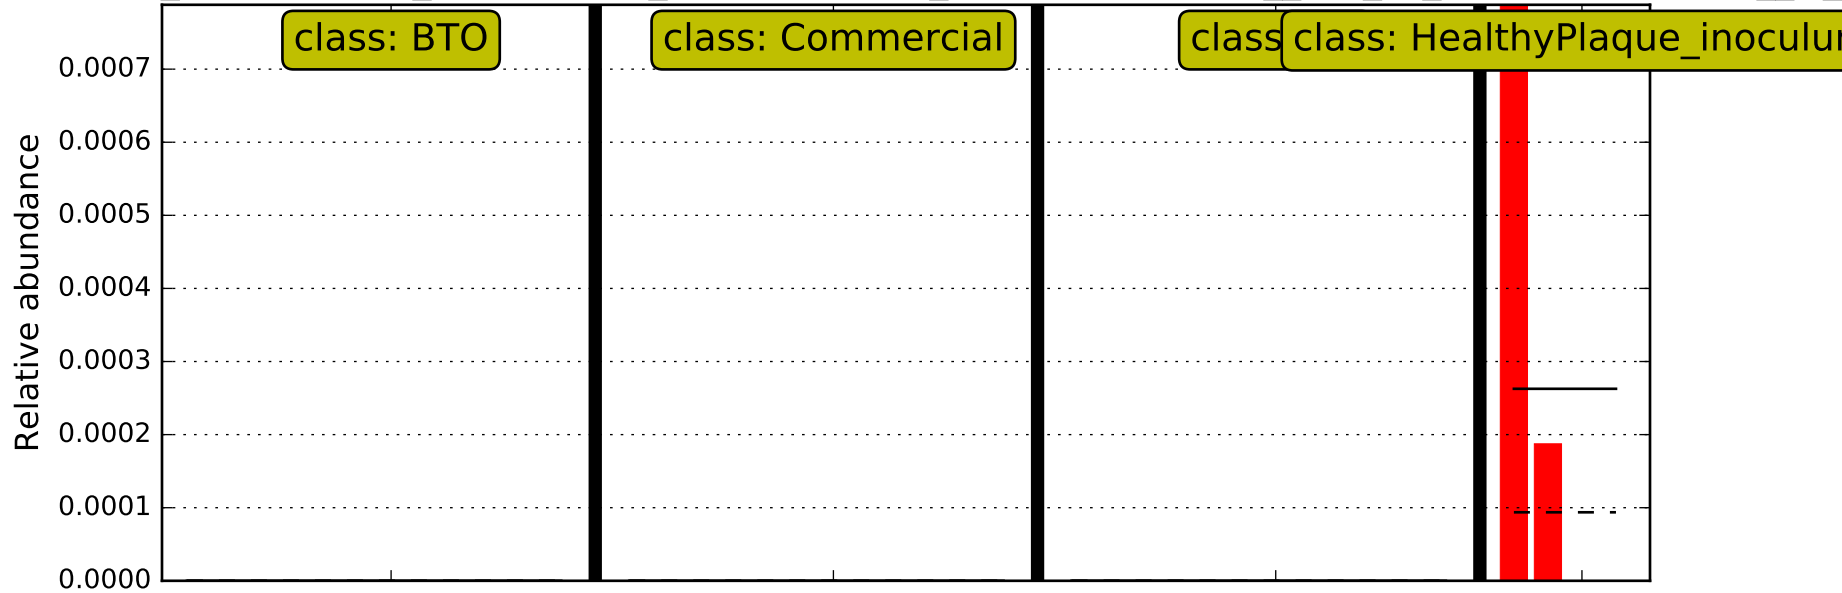 class: BTO
class: Commercial
class
class: HealthyPlaque_inoculu
0.0007
0.0006
0.0005
0.0004
0.0003
0.0002
0.0001
0.0000
Relative abundance